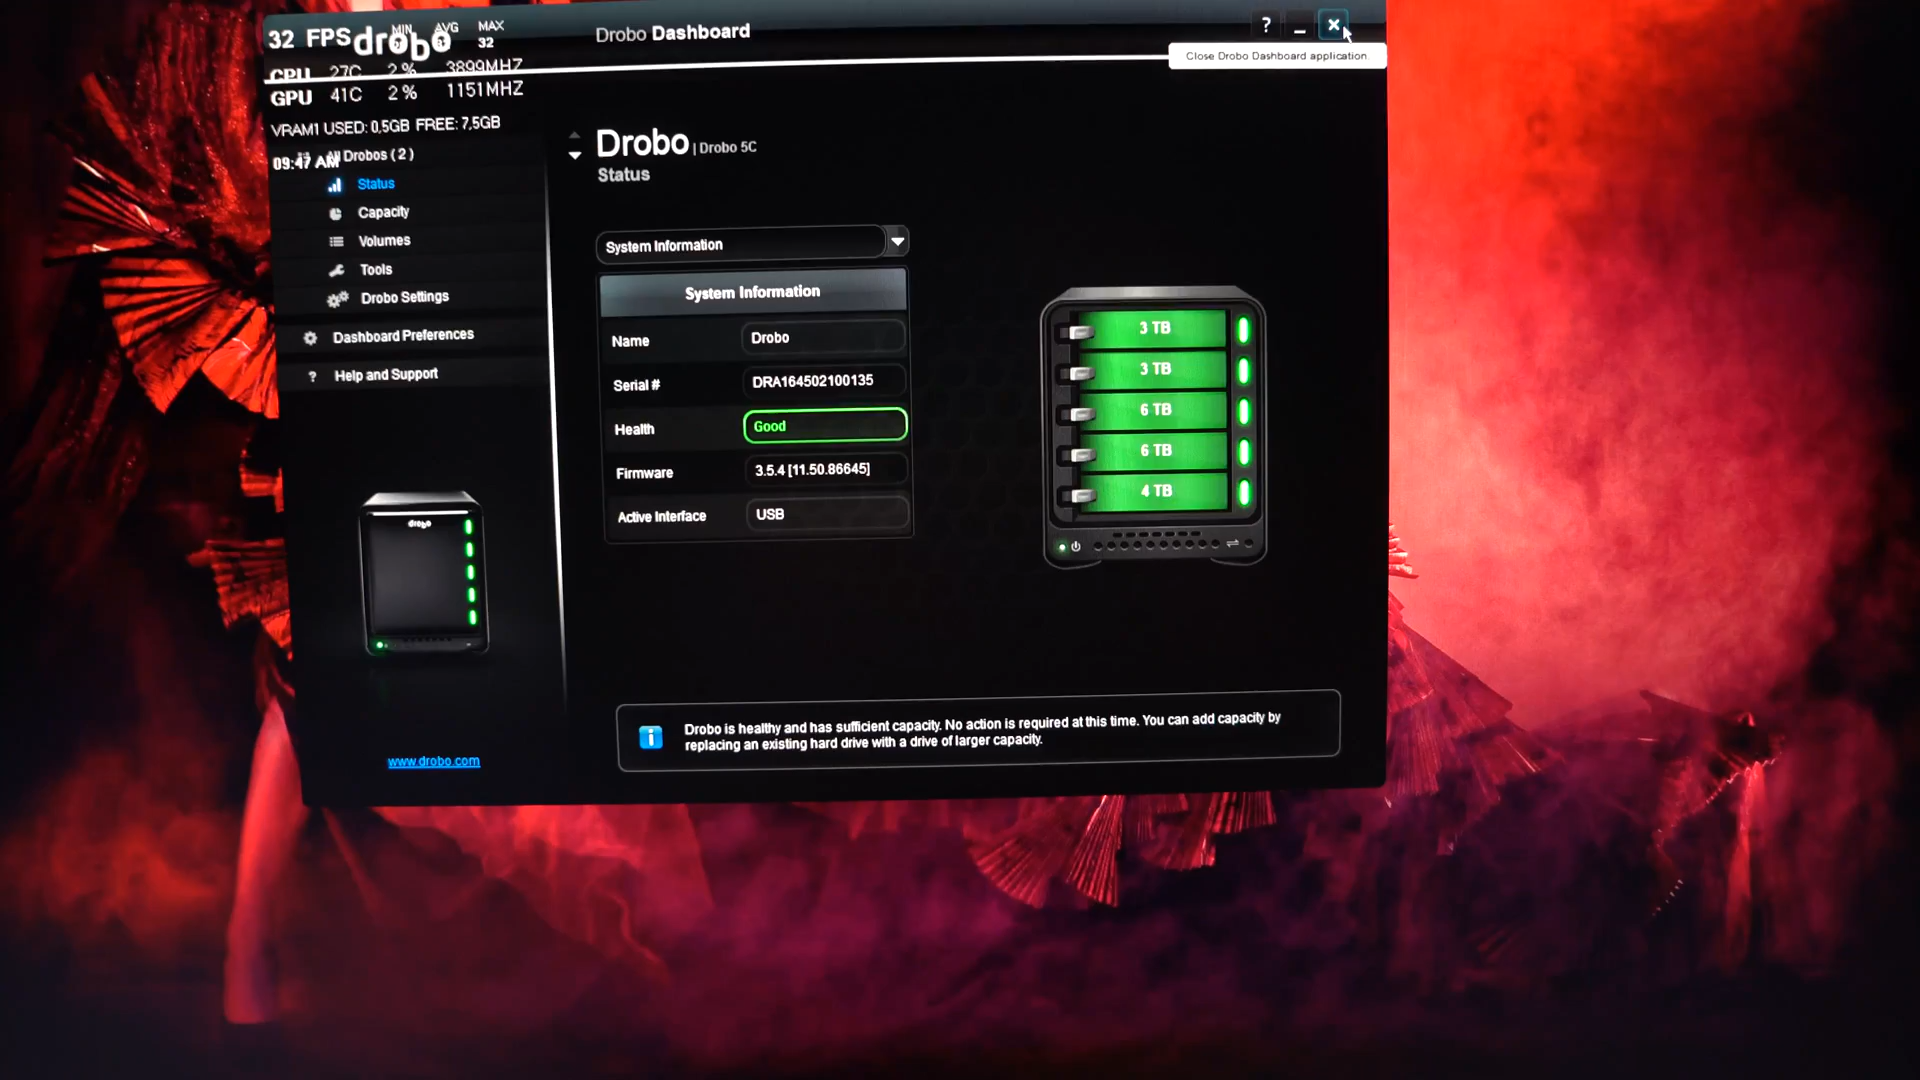 32 FPS MIN AVG MAX
32
drobo
CPU 27C 2% 3899MHZ
GPU 41C 2% 1151MHZ
VRAM1 USED: 0,5GB FREE: 7,5GB
09:47 AM
All Drobos ( 2 )
Status
Capacity
Volumes
Tools
Drobo Settings
Dashboard Preferences
? Help and Support
drobo
www.drobo.com
Drobo Dashboard
? _ x
Close Drobo Dashboard application.
Drobo | Drobo 5C
Status
System Information
System Information
Name Drobo
Serial # DRA164502100135
Health Good
Firmware 3.5.4 [11.50.86645]
Active Interface USB
3 TB
3 TB
6 TB
6 TB
4 TB
i
Drobo is healthy and has sufficient capacity. No action is required at this time. You can add capacity by
replacing an existing hard drive with a drive of larger capacity.